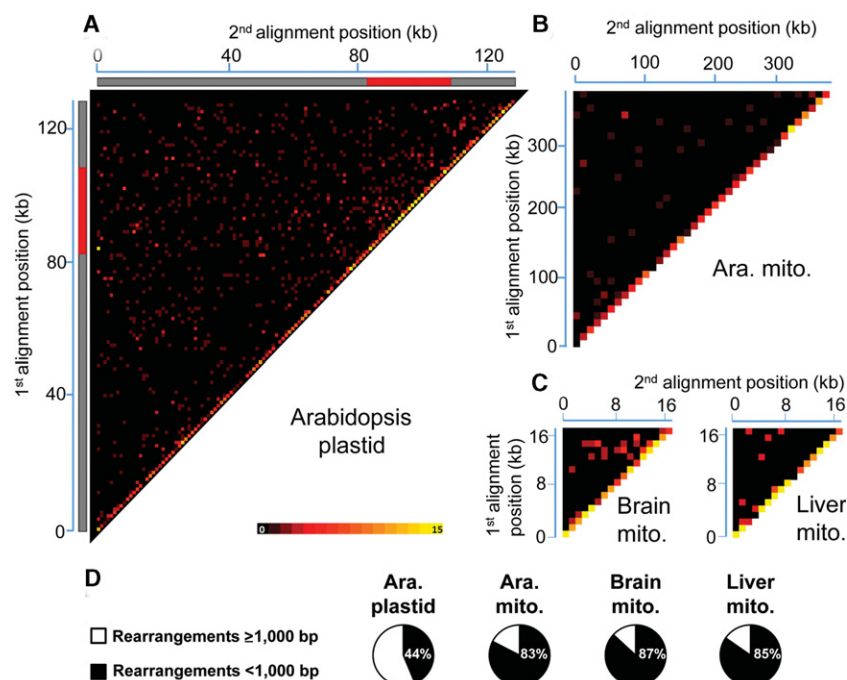 A
2nd alignment position (kb)
0 40 80 120
1st alignment position (kb)
120
80
40
0
Arabidopsis
plastid
0 15
B
2nd alignment position
(kb)
0 100 200 300
1st alignment position (kb)
300
200
100
0
Ara. mito.
C
2nd alignment position (kb)
0 8 16
0 8 16
1st alignment
position (kb)
16
8
0
16
8
0
Brain
mito.
Liver
mito.
D
Rearrangements ≥1,000 bp
Rearrangements <1,000 bp
Ara.
plastid
Ara.
mito.
Brain
mito.
Liver
mito.
44%
83%
87%
85%